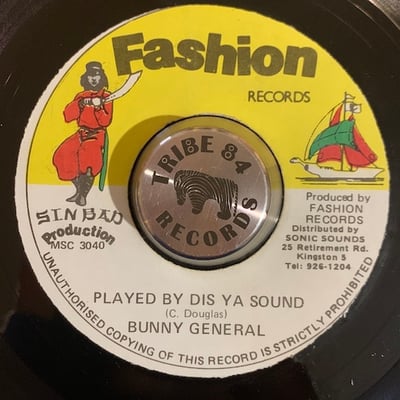 Fashion
RECORDS
TRIBE 84
RECORDS
SINBAD
Production
MSC 3040
Produced by
FASHION
RECORDS
Distributed by
SONIC SOUNDS
25 Retirement Rd.
Kingston 5
Tel: 926-1204
PLAYED BY DIS YA SOUND
(C. Douglas)
BUNNY GENERAL
UNAUTHORISED COPYING OF THIS RECORD IS STRICTLY PROHIBITED